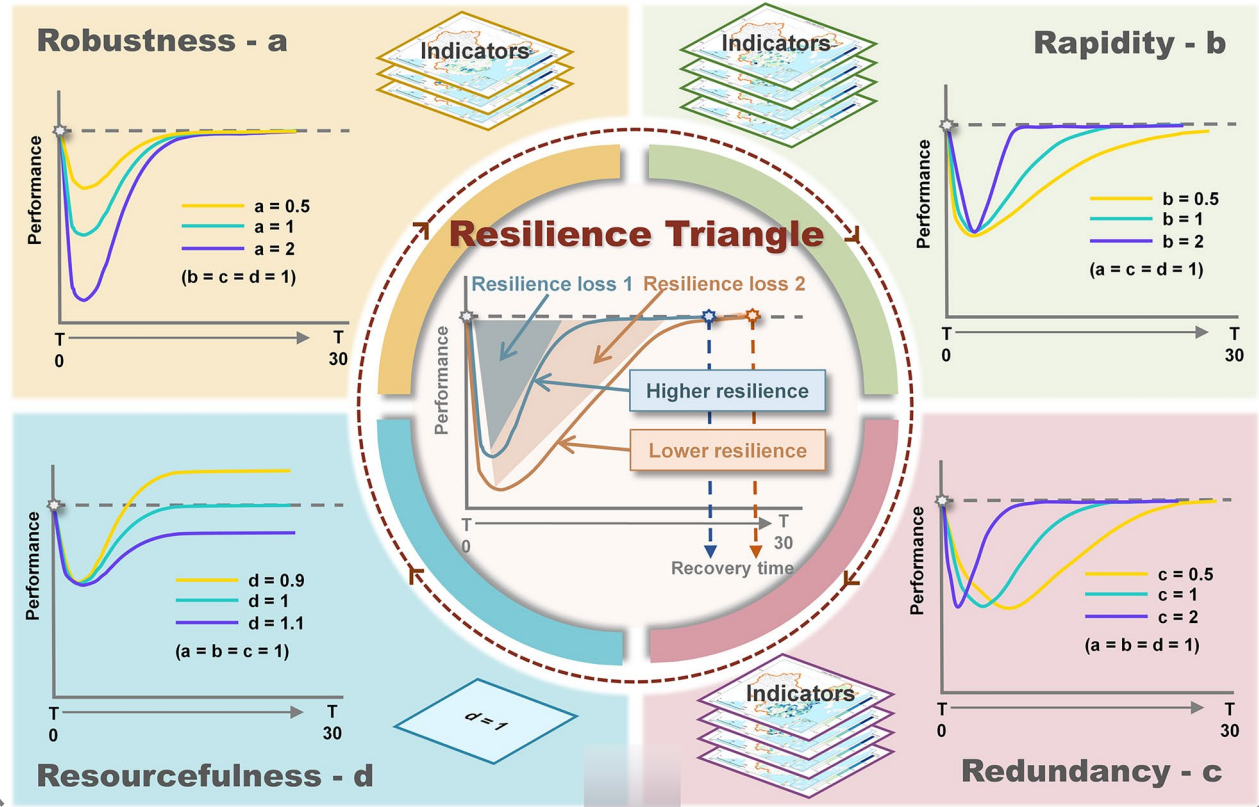 Robustness - a
Indicators
Performance
a = 0.5
a = 1
a = 2
(b = c = d = 1)
T
0
T
30
Indicators
Rapidity - b
Performance
b = 0.5
b = 1
b = 2
(a = c = d = 1)
T
0
T
30
Resilience Triangle
Resilience loss 1
Resilience loss 2
Performance
Higher resilience
Lower resilience
T
0
T
30
Recovery time
Performance
d = 0.9
d = 1
d = 1.1
(a = b = c = 1)
T
0
T
30
d = 1
Resourcefulness - d
Performance
c = 0.5
c = 1
c = 2
(a = b = d = 1)
T
0
T
30
Indicators
Redundancy - c